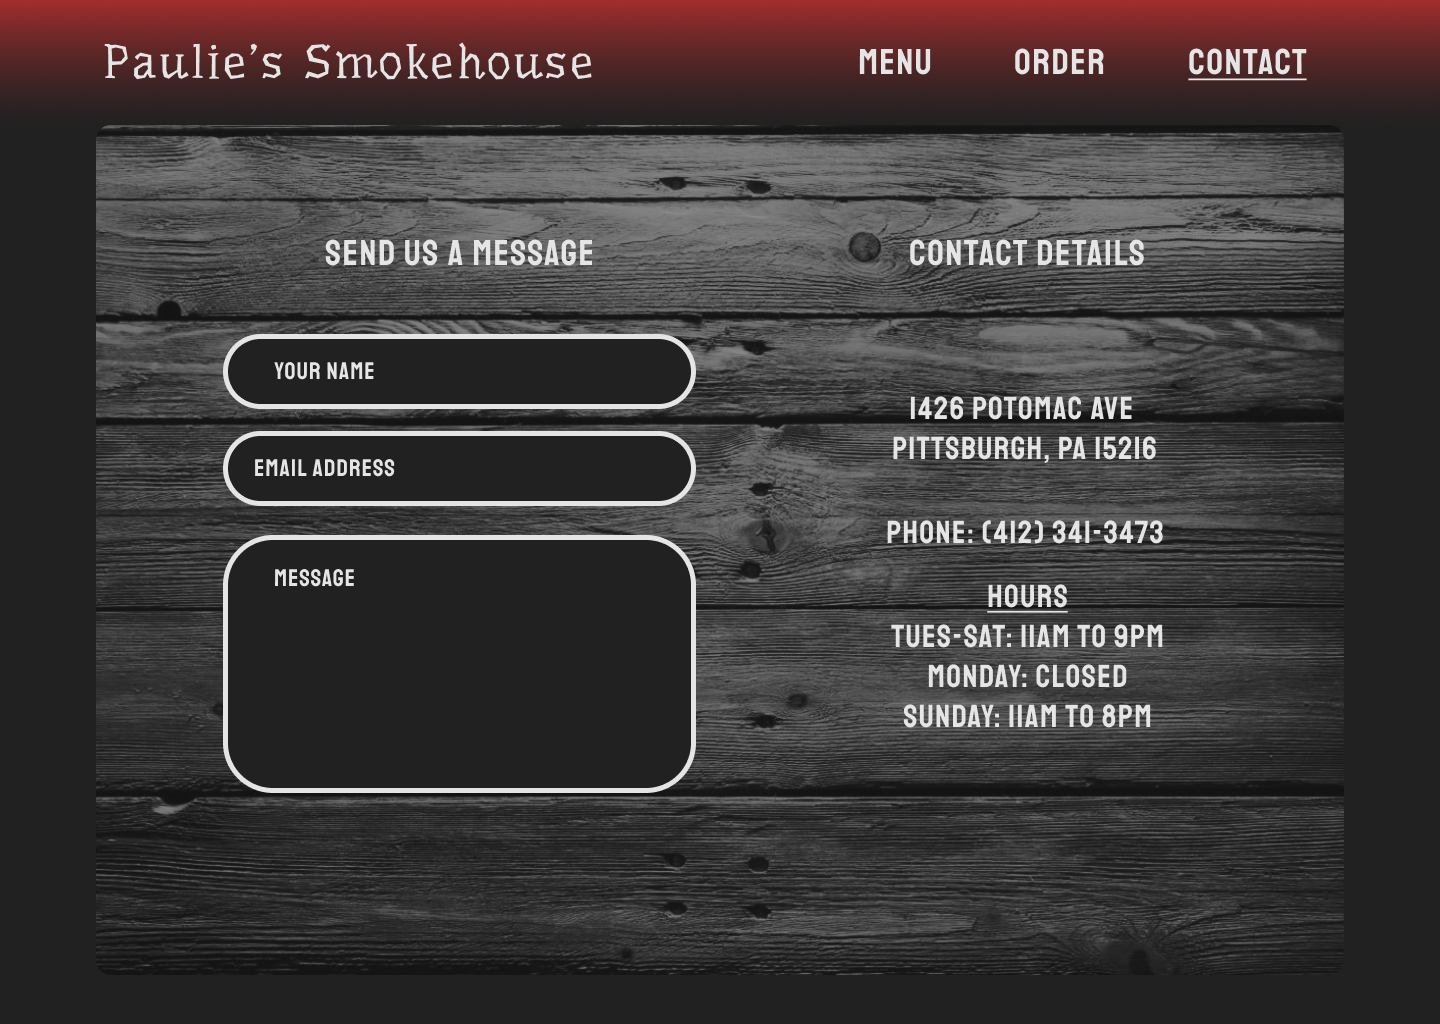 Paulie's Smokehouse
MENU
ORDER
CONTACT
SEND US A MESSAGE
YOUR NAME
EMAIL ADDRESS
MESSAGE
CONTACT DETAILS
1426 POTOMAC AVE
PITTSBURGH, PA 15216
PHONE: (412) 341-3473
HOURS
TUES-SAT: 11AM TO 9PM
MONDAY: CLOSED
SUNDAY: 11AM TO 8PM